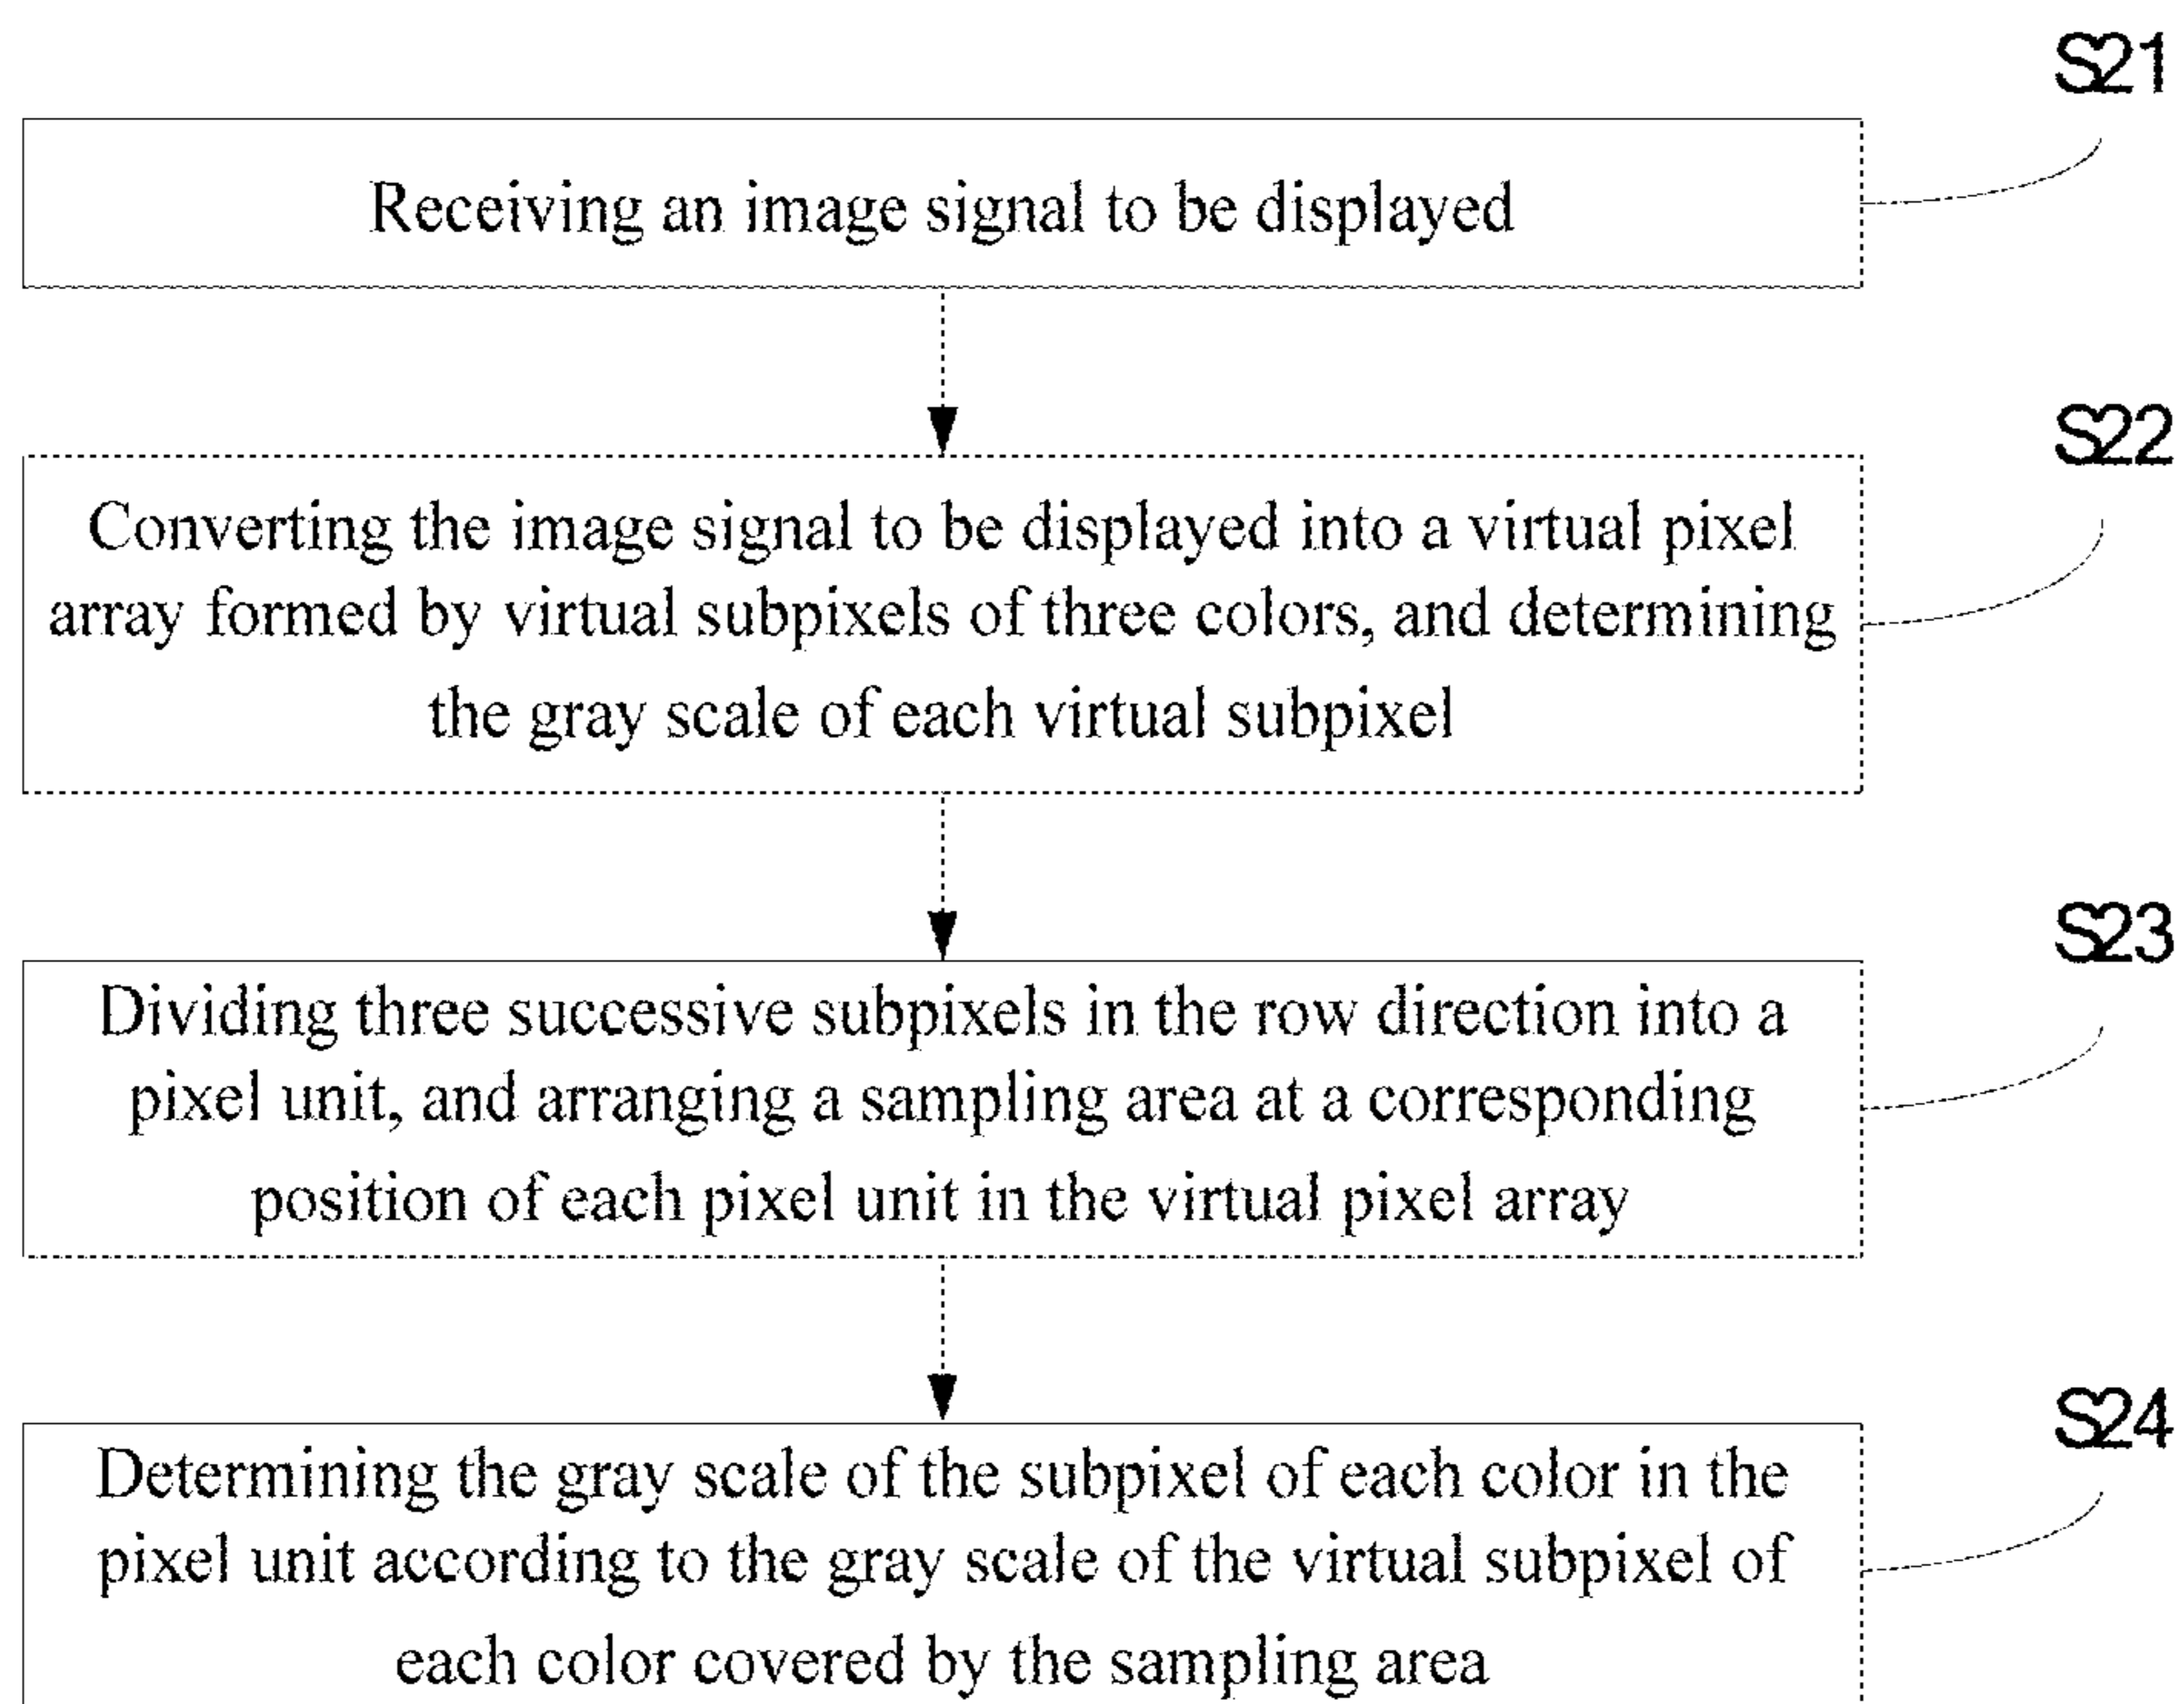 S21
Receiving an image signal to be displayed
S22
Converting the image signal to be displayed into a virtual pixel
array formed by virtual subpixels of three colors, and determining
the gray scale of each virtual subpixel
S23
Dividing three successive subpixels in the row direction into a
pixel unit, and arranging a sampling area at a corresponding
position of each pixel unit in the virtual pixel array
S24
Determining the gray scale of the subpixel of each color in the
pixel unit according to the gray scale of the virtual subpixel of
each color covered by the sampling area